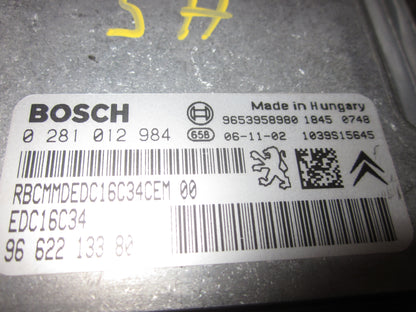 SH
BOSCH
Made in Hungary
9653958980 1845 0748
0 281 012 984 658 06-11-02 1039S15645
RBCMMDEDC16C34CEM 00
EDC16C34
96 622 133 80